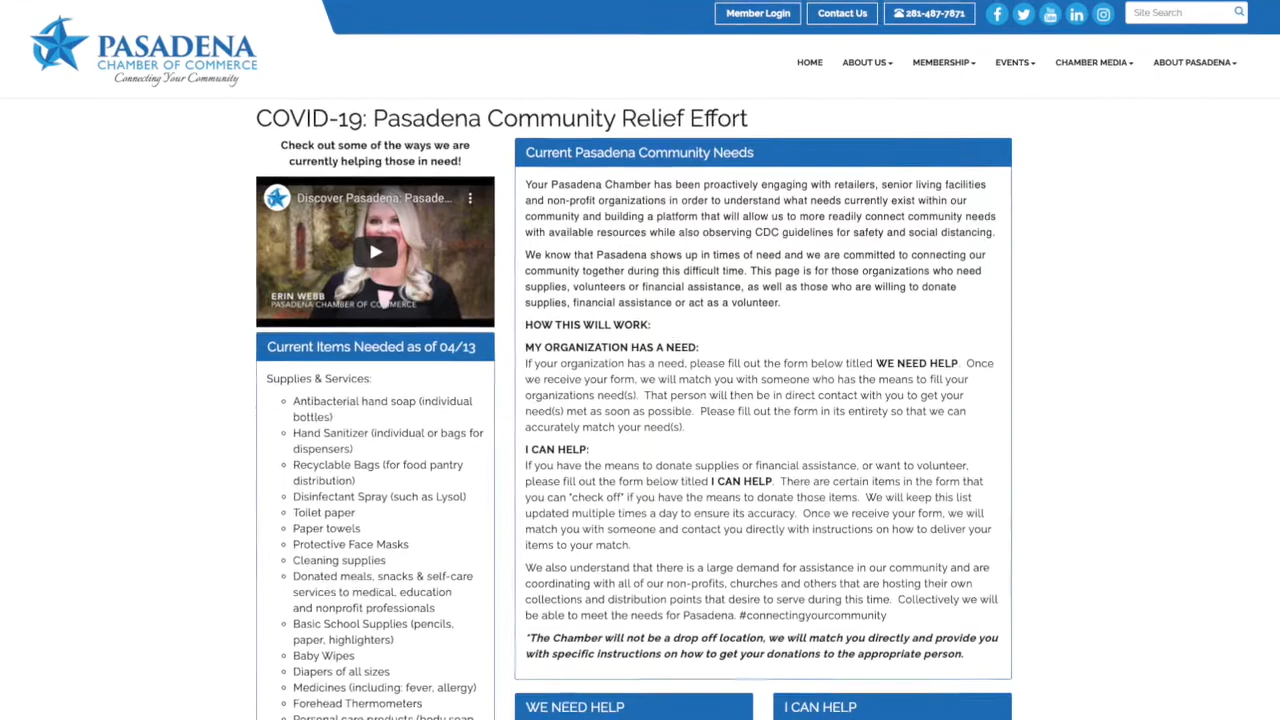 Member Login
Contact Us
281-487-7871
Site Search
PASADENA
CHAMBER OF COMMERCE
Connecting Your Community
HOME
ABOUT US
MEMBERSHIP
EVENTS
CHAMBER MEDIA
ABOUT PASADENA
COVID-19: Pasadena Community Relief Effort
Check out some of the ways we are
currently helping those in need!
Discover Pasadena: Pasade...
ERIN WEBB
PASADENA CHAMBER OF COMMERCE
Current Items Needed as of 04/13
Supplies & Services:
Antibacterial hand soap (individual
bottles)
Hand Sanitizer (individual or bags for
dispensers)
Recyclable Bags (for food pantry
distribution)
Disinfectant Spray (such as Lysol)
Toilet paper
Paper towels
Protective Face Masks
Cleaning supplies
Donated meals, snacks & self-care
services to medical, education
and nonprofit professionals
Basic School Supplies (pencils,
paper, highlighters)
Baby Wipes
Diapers of all sizes
Medicines (including: fever, allergy)
Forehead Thermometers
Personal care products (body soap,
Current Pasadena Community Needs
Your Pasadena Chamber has been proactively engaging with retailers, senior living facilities
and non-profit organizations in order to understand what needs currently exist within our
community and building a platform that will allow us to more readily connect community needs
with available resources while also observing CDC guidelines for safety and social distancing.
We know that Pasadena shows up in times of need and we are committed to connecting our
community together during this difficult time. This page is for those organizations who need
supplies, volunteers or financial assistance, as well as those who are willing to donate
supplies, financial assistance or act as a volunteer.
HOW THIS WILL WORK:
MY ORGANIZATION HAS A NEED:
If your organization has a need, please fill out the form below titled WE NEED HELP. Once
we receive your form, we will match you with someone who has the means to fill your
organizations need(s). That person will then be in direct contact with you to get your
need(s) met as soon as possible. Please fill out the form in its entirety so that we can
accurately match your need(s).
I CAN HELP:
If you have the means to donate supplies or financial assistance, or want to volunteer,
please fill out the form below titled I CAN HELP. There are certain items in the form that
you can "check off" if you have the means to donate those items. We will keep this list
updated multiple times a day to ensure its accuracy. Once we receive your form, we will
match you with someone and contact you directly with instructions on how to deliver your
items to your match.
We also understand that there is a large demand for assistance in our community and are
coordinating with all of our non-profits, churches and others that are hosting their own
collections and distribution points that desire to serve during this time. Collectively we will
be able to meet the needs for Pasadena. #connectingyourcommunity
*The Chamber will not be a drop off location, we will match you directly and provide you
with specific instructions on how to get your donations to the appropriate person.
WE NEED HELP
I CAN HELP